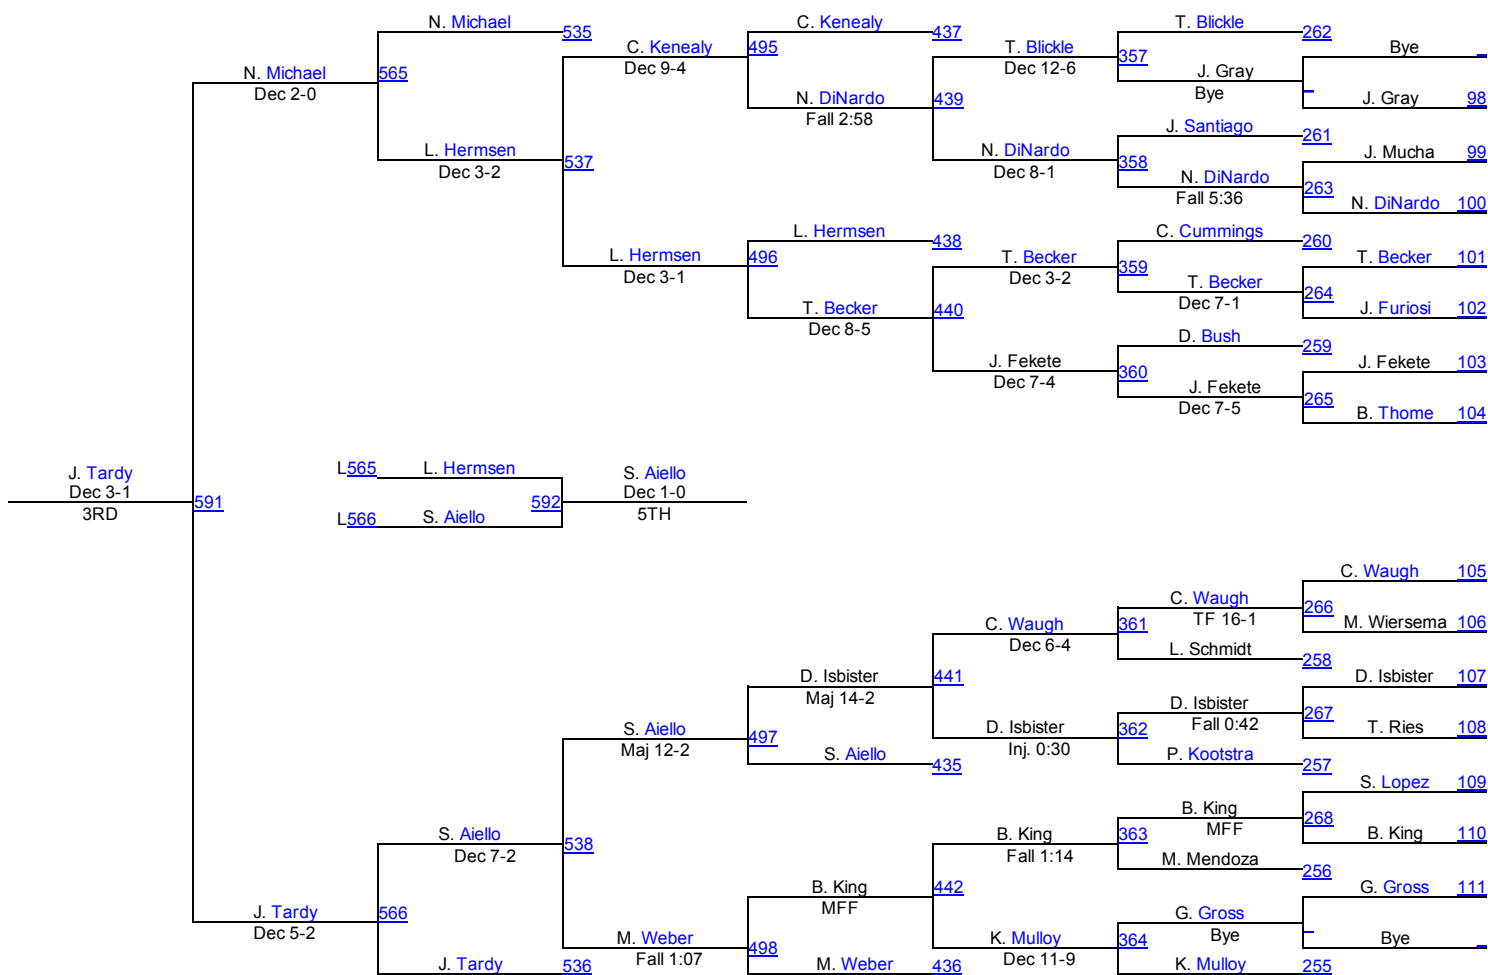 N. Michael 535
C. Kenealy 437
T. Blickle 262
C. Kenealy 495
Dec 9-4
T. Blickle 357
Dec 12-6
Bye
N. Michael 565
Dec 2-0
J. Gray
Bye
N. DiNardo 439
Fall 2:58
J. Gray 98
J. Santiago 261
L. Hermsen 537
Dec 3-2
N. DiNardo 358
Dec 8-1
J. Mucha 99
N. DiNardo 263
Fall 5:36
N. DiNardo 100
L. Hermsen 438
C. Cummings 260
L. Hermsen 496
Dec 3-1
T. Becker 359
Dec 3-2
T. Becker 101
T. Becker 264
Dec 7-1
T. Becker 440
Dec 8-5
J. Furiosi 102
D. Bush 259
J. Fekete 360
Dec 7-4
J. Fekete 103
J. Fekete 265
Dec 7-5
B. Thome 104
J. Tardy
Dec 3-1
3RD
591
L565 L. Hermsen
592
L566 S. Aiello
S. Aiello
Dec 1-0
5TH
C. Waugh 105
C. Waugh 266
TF 16-1
C. Waugh 361
Dec 6-4
M. Wiersema 106
L. Schmidt 258
D. Isbister 441
Maj 14-2
D. Isbister 107
D. Isbister 267
Fall 0:42
S. Aiello 497
Maj 12-2
D. Isbister 362
Inj. 0:30
T. Ries 108
S. Aiello 435
P. Kootstra 257
S. Lopez 109
B. King 268
MFF
S. Aiello 538
Dec 7-2
B. King 363
Fall 1:14
B. King 110
M. Mendoza 256
B. King 442
MFF
G. Gross 111
J. Tardy 566
Dec 5-2
G. Gross
Bye
M. Weber 498
Fall 1:07
K. Mulloy 364
Dec 11-9
Bye
J. Tardy 536
M. Weber 436
K. Mulloy 255